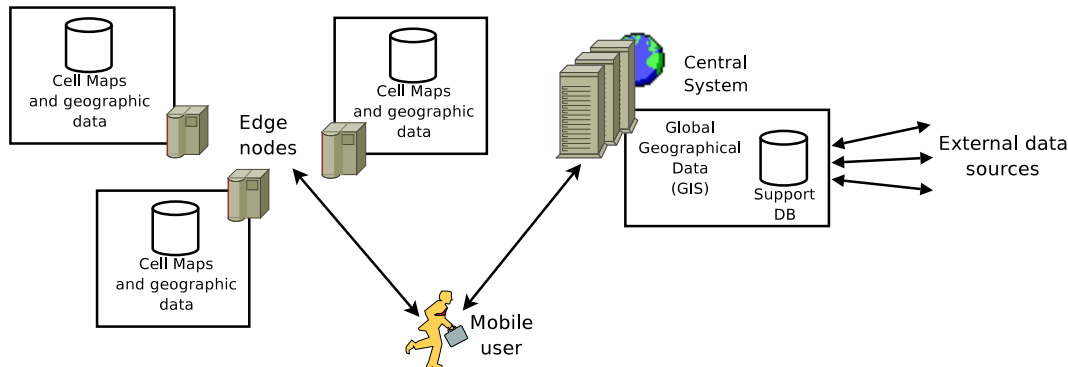 Cell Maps
and geographic
data
Cell Maps
and geographic
data
Edge
nodes
Cell Maps
and geographic
data
Central
System
Global
Geographical
Data
(GIS)
Support
DB
External data
sources
Mobile
user